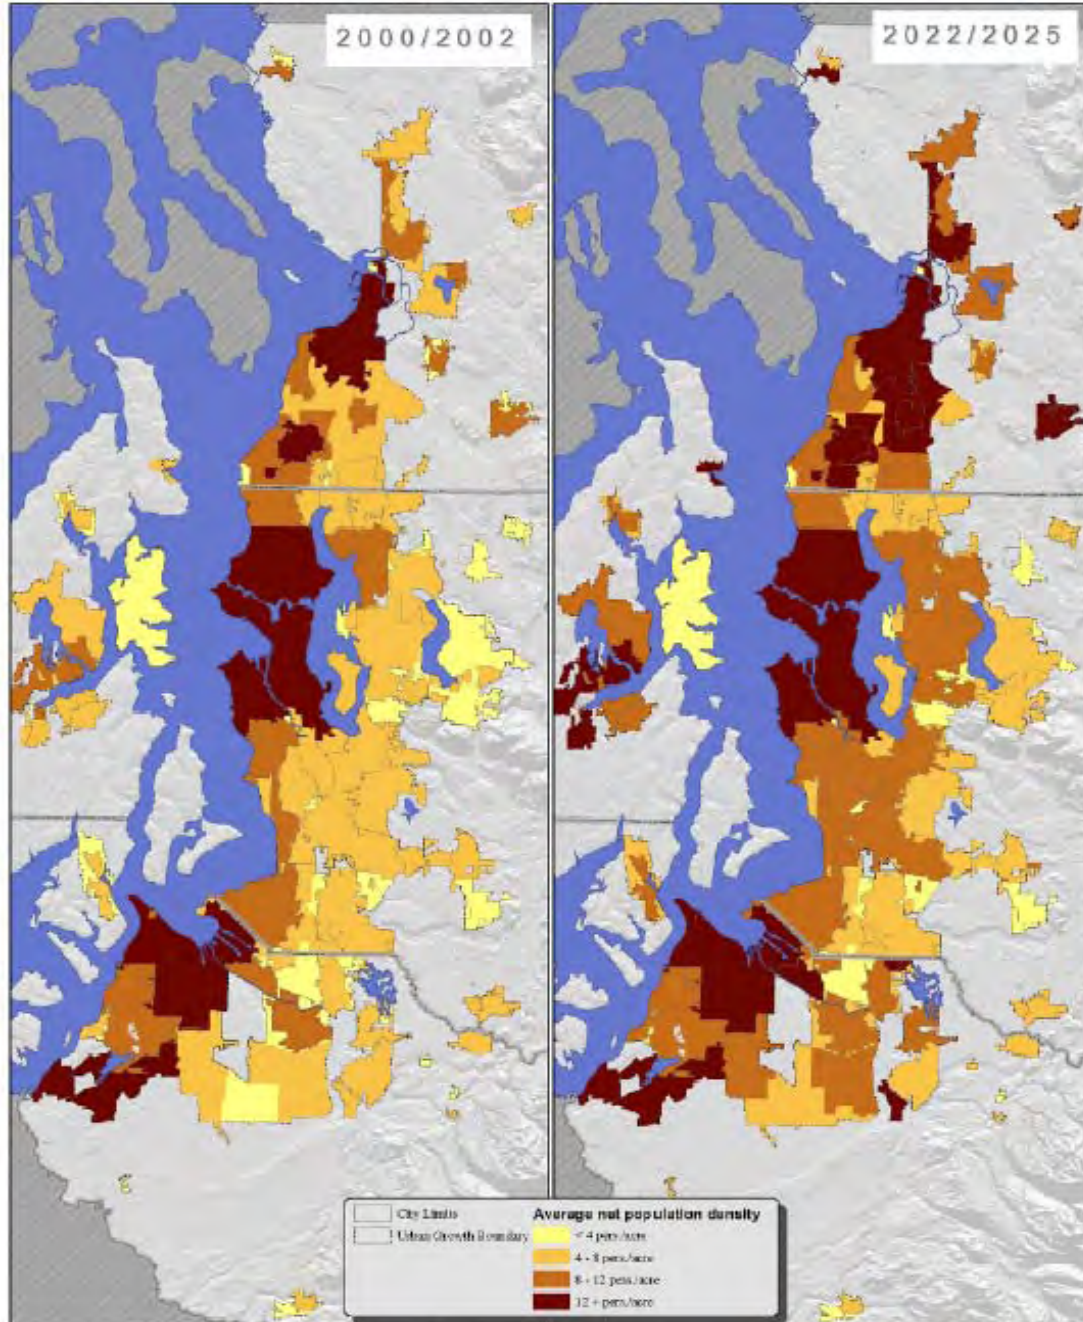 2000/2002
2022/2025
City Limits
Urban Growth Boundary
Average net population density
< 4 pers./acre
4 - 8 pers./acre
8 - 12 pers./acre
12 + pers./acre